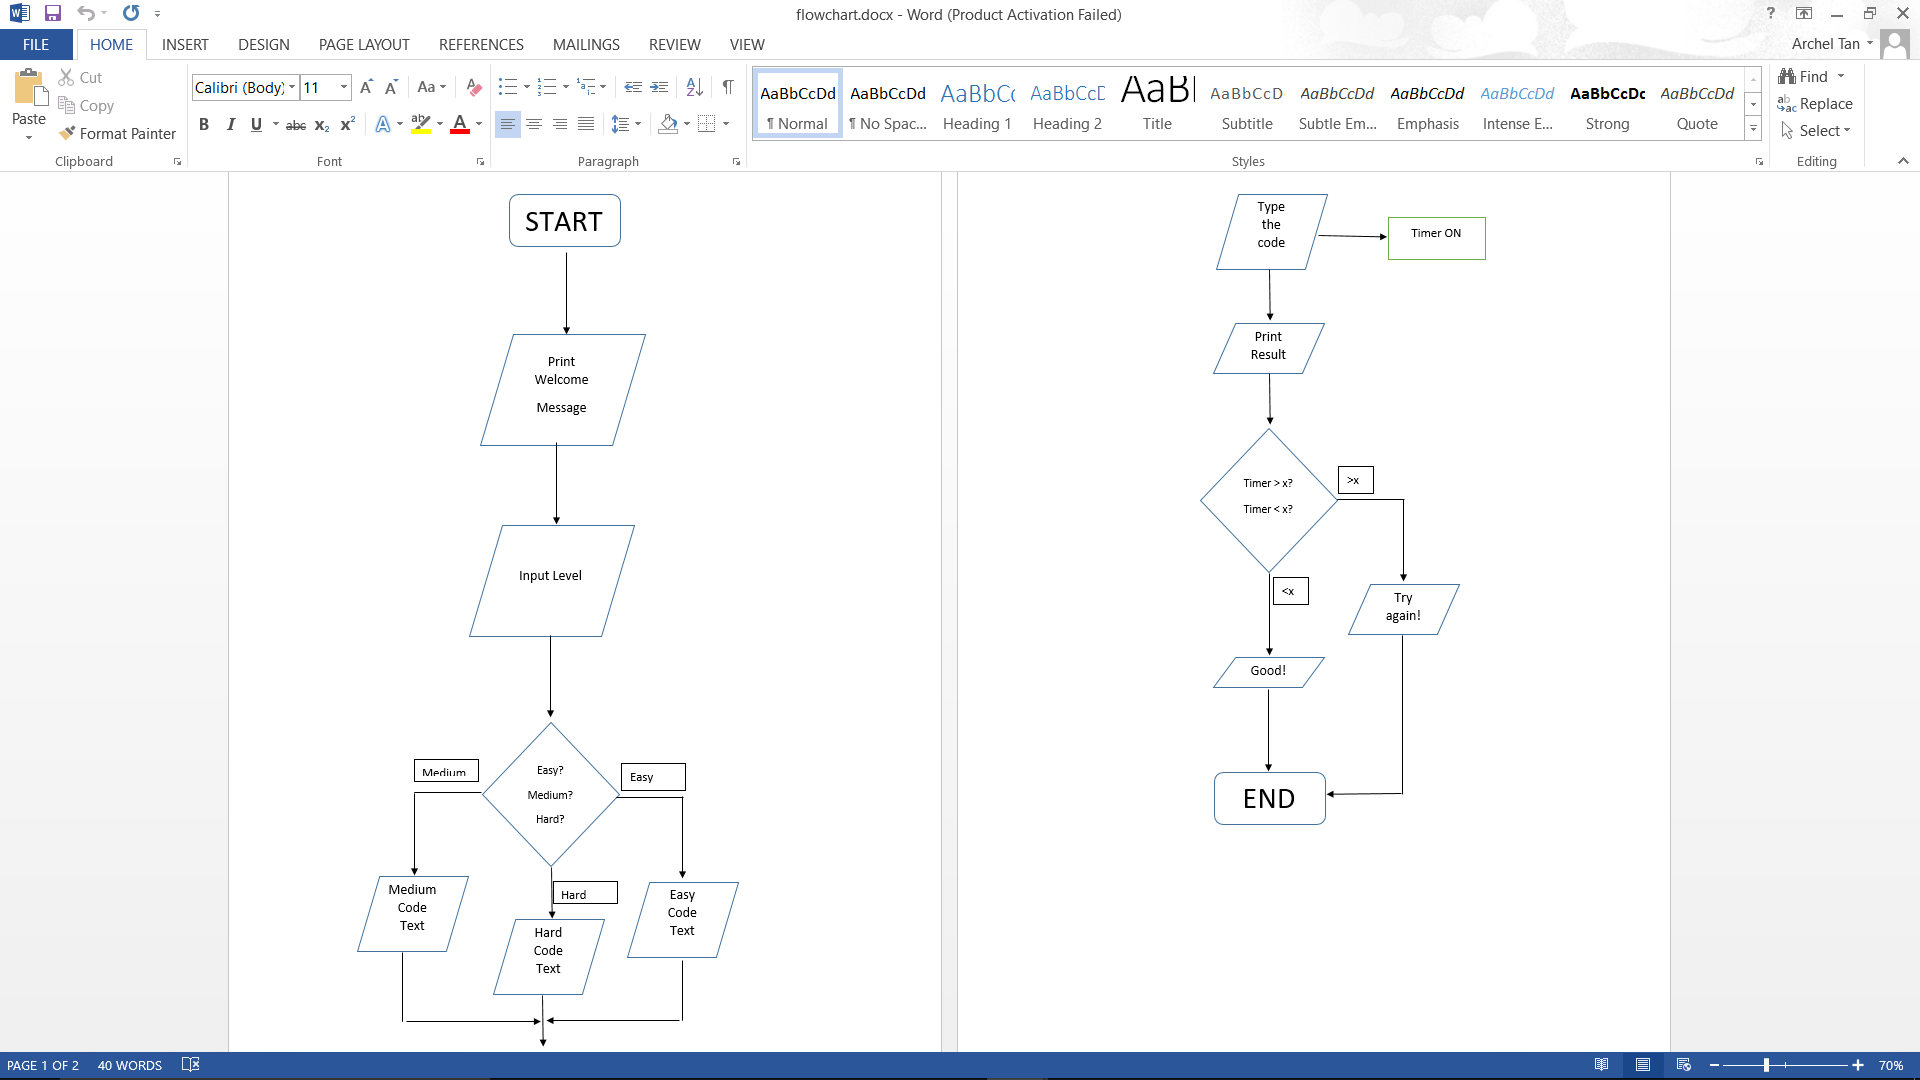 flowchart.docx - Word (Product Activation Failed)
?
FILE
HOME
INSERT
DESIGN
PAGE LAYOUT
REFERENCES
MAILINGS
REVIEW
VIEW
Archel Tan
Paste
Cut
Copy
Format Painter
Clipboard
Calibri (Body)
11
Aa
B I U abc x₂ x²
A
Font
Paragraph
AaBbCcDd
¶ Normal
AaBbCcDd
¶ No Spac...
AaBbCc
Heading 1
AaBbCcD
Heading 2
AaBl
Title
AaBbCcD
Subtitle
AaBbCcDd
Subtle Em...
AaBbCcDd
Emphasis
AaBbCcDd
Intense E...
AaBbCcDc
Strong
AaBbCcDd
Quote
Styles
Find
Replace
Select
Editing
START
Print
Welcome
Message
Input Level
Easy?
Medium?
Hard?
Medium
Easy
Hard
Medium
Code
Text
Hard
Code
Text
Easy
Code
Text
Type
the
code
Timer ON
Print
Result
Timer > x?
Timer < x?
>x
<x
Try
again!
Good!
END
PAGE 1 OF 2
40 WORDS
70%